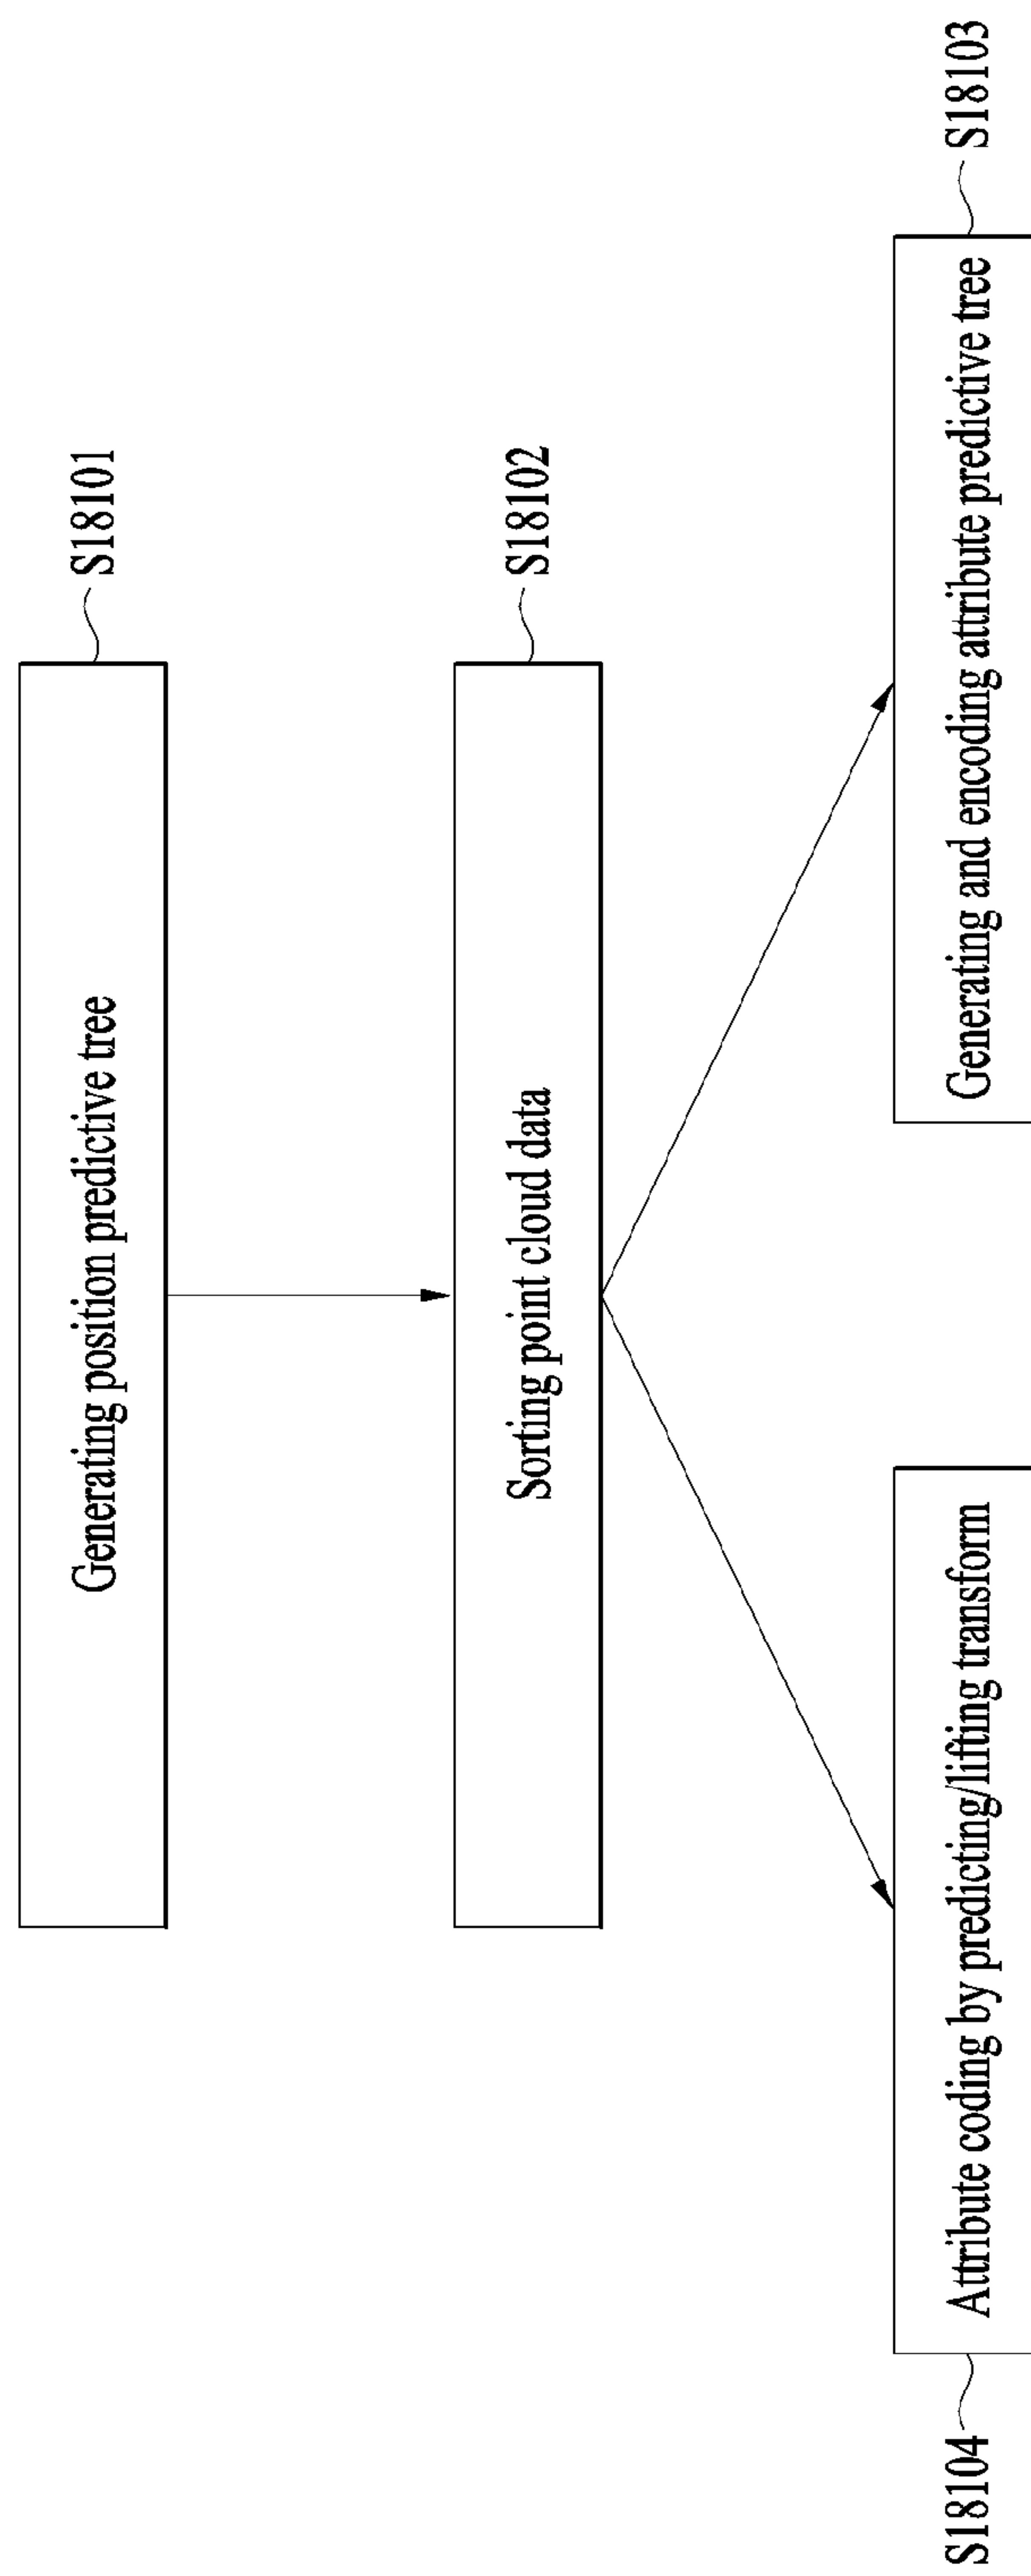 Generating position predictive tree
S18101
Sorting point cloud data
S18102
Attribute coding by predicting/lifting transform
S18104
Generating and encoding attribute predictive tree
S18103